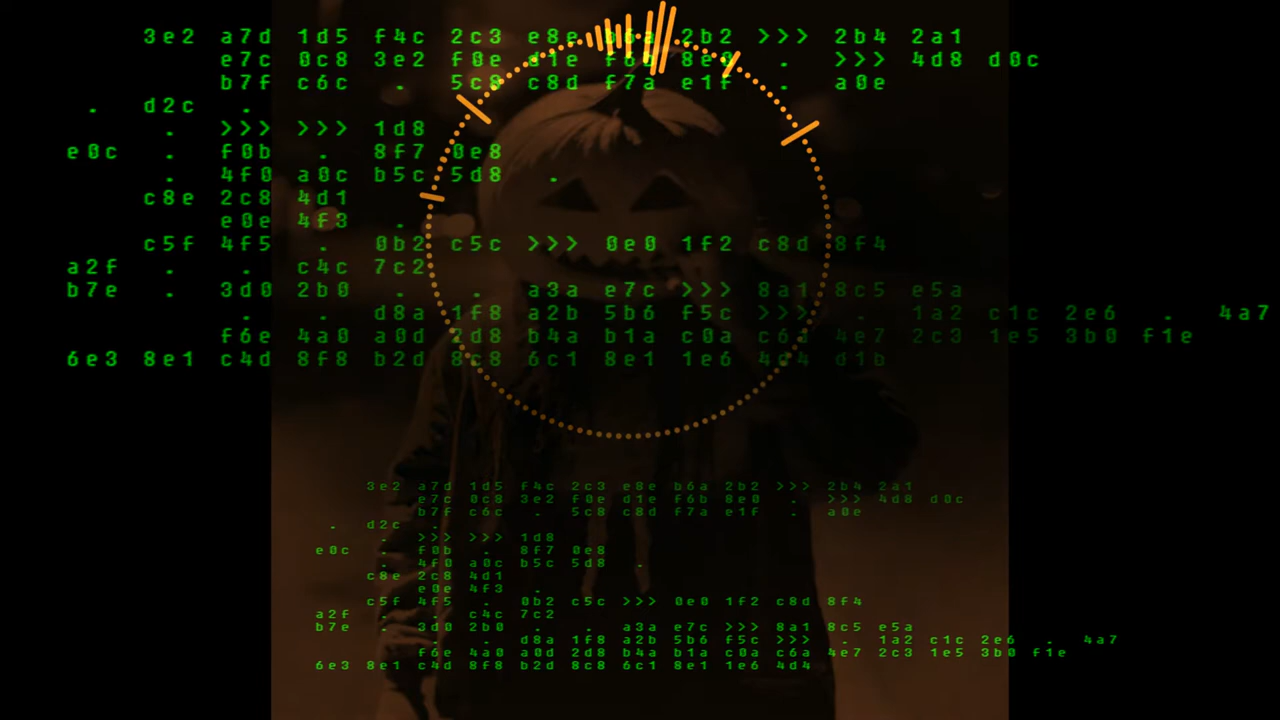 3e2 a7d 1d5 f4c 2c3 e8e b6a 2b2 >>> 2b4 2a1
e7c 0c8 3e2 f0e d1e f6b 8e0 . >>> 4d8 d0c
b7f c6c . 5c8 c8d f7a e1f . a0e
. d2c .
. >>> >>> 1d8
e0c . f0b . 8f7 0e8
. 4f0 a0c b5c 5d8 .
c8e 2c8 4d1
e0e 4f3 .
c5f 4f5 . 0b2 c5c >>> 0e0 1f2 c8d 8f4
a2f . . c4c 7c2
b7e . 3d0 2b0 . . a3a e7c >>> 8a1 8c5 e5a
. . d8a 1f8 a2b 5b6 f5c >>> . 1a2 c1c 2e6 . 4a7
f6e 4a0 a0d 2d8 b4a b1a c0a c6a 4e7 2c3 1e5 3b0 f1e
6e3 8e1 c4d 8f8 b2d 8c8 6c1 8e1 1e6 4d4 d1b
3e2 a7d 1d5 f4c 2c3 e8e b6a 2b2 >>> 2b4 2a1
e7c 0c8 3e2 f0e d1e f6b 8e0 . >>> 4d8 d0c
b7f c6c . 5c8 c8d f7a e1f . a0e
. d2c .
. >>> >>> 1d8
e0c . f0b . 8f7 0e8
. 4f0 a0c b5c 5d8 .
c8e 2c8 4d1
e0e 4f3 .
c5f 4f5 . 0b2 c5c >>> 0e0 1f2 c8d 8f4
a2f . . c4c 7c2
b7e . 3d0 2b0 . . a3a e7c >>> 8a1 8c5 e5a
. . d8a 1f8 a2b 5b6 f5c >>> . 1a2 c1c 2e6 . 4a7
f6e 4a0 a0d 2d8 b4a b1a c0a c6a 4e7 2c3 1e5 3b0 f1e
6e3 8e1 c4d 8f8 b2d 8c8 6c1 8e1 1e6 4d4